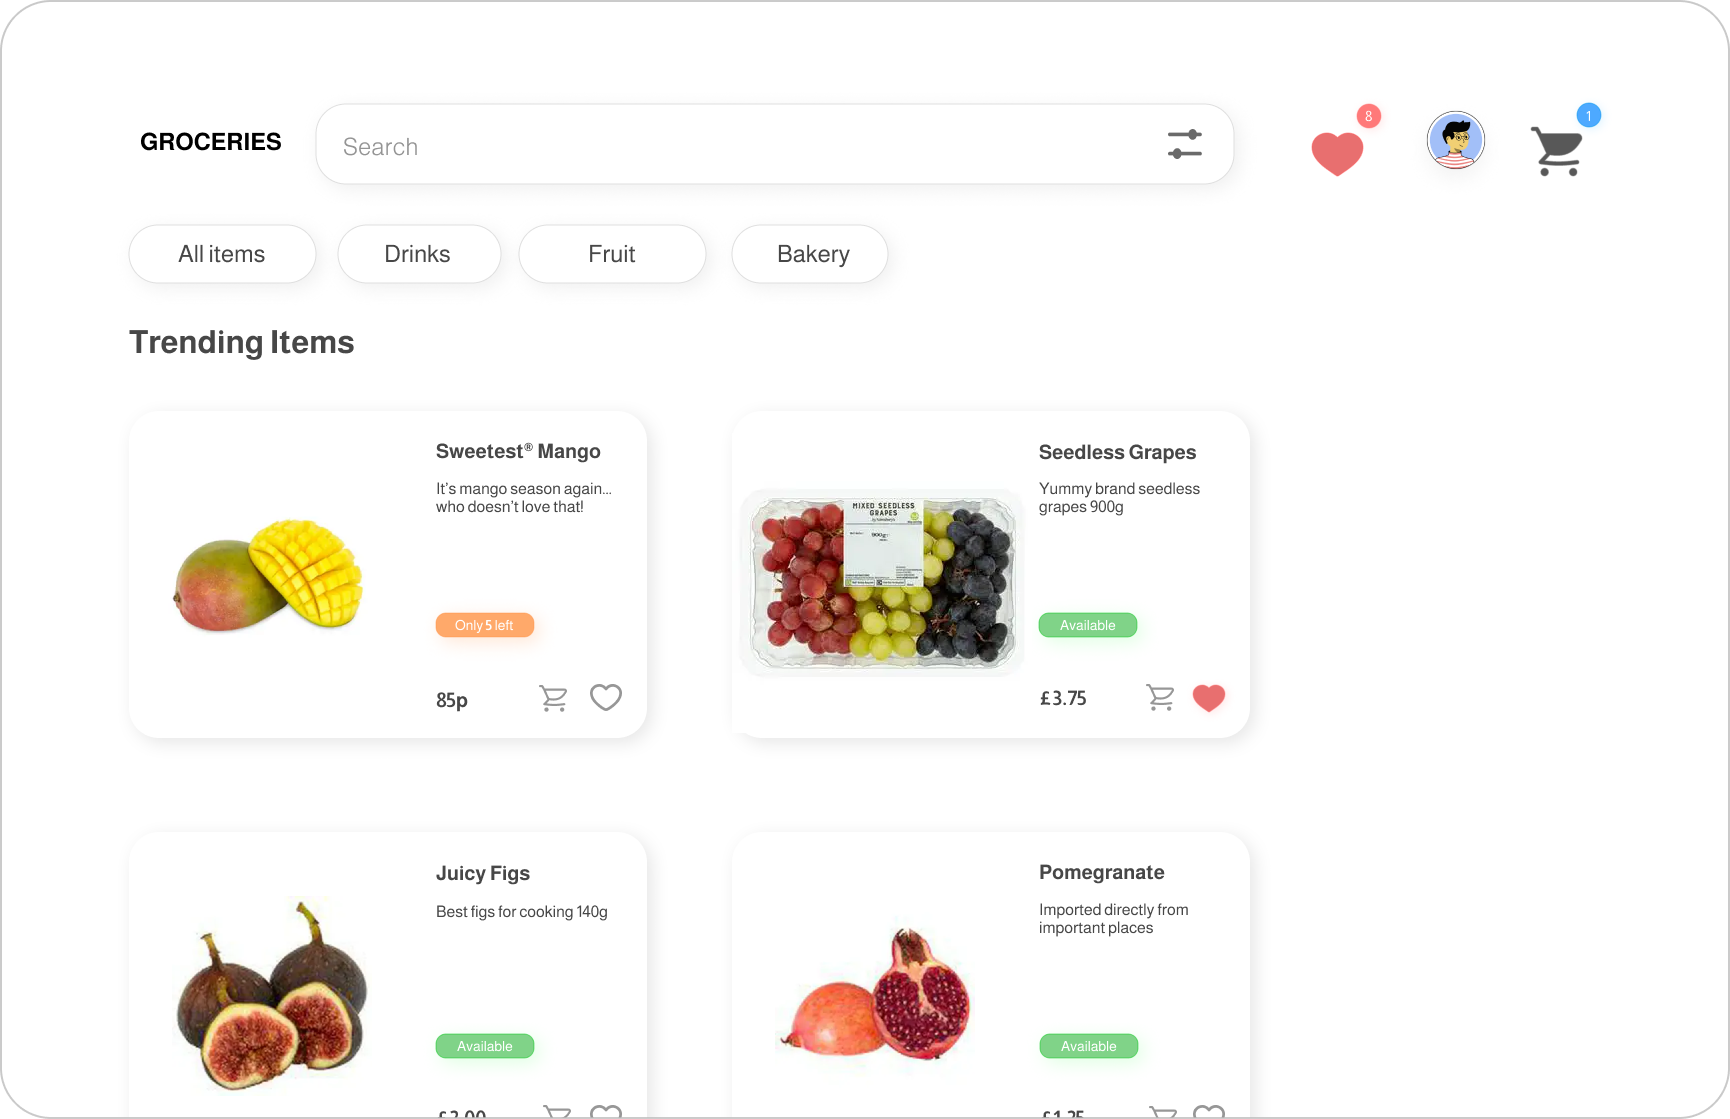 GROCERIES
Search
8
1
All items
Drinks
Fruit
Bakery
Trending Items
Sweetest® Mango
It's mango season again...
who doesn't love that!
Only 5 left
85p
MIXED SEEDLESS
GRAPES
900g
Seedless Grapes
Yummy brand seedless
grapes 900g
Available
£3.75
Juicy Figs
Best figs for cooking 140g
Available
Pomegranate
Imported directly from
important places
Available